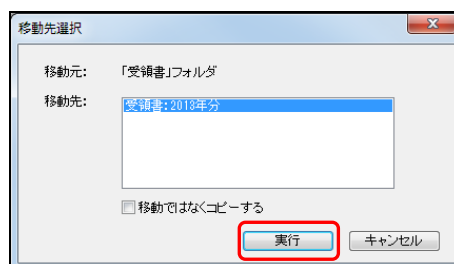 移動先選択
移動元: 「受領書」フォルダ
移動先: 受領書:2013年分
移動ではなくコピーする
実行 キャンセル